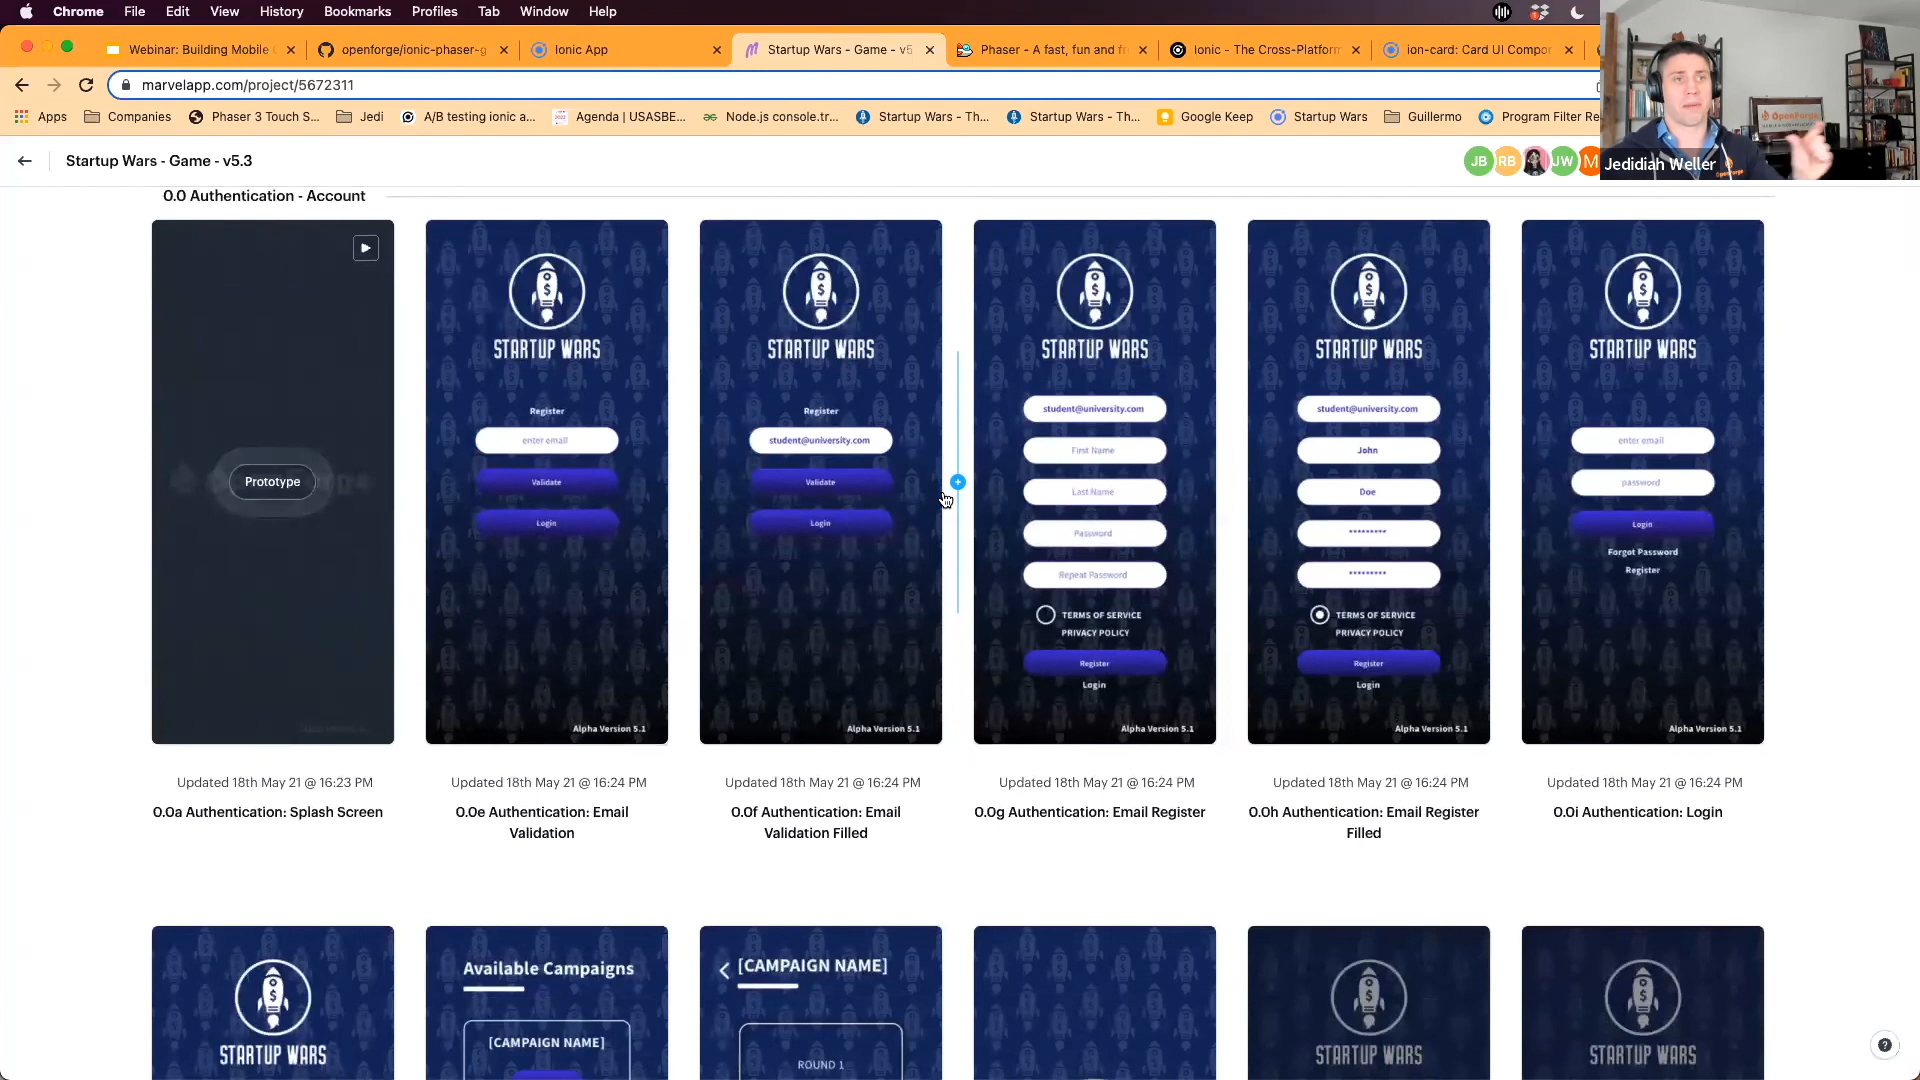 Chrome File Edit View History Bookmarks Profiles Tab Window Help
Webinar: Building Mobile
openforge/ionic-phaser-g
Ionic App
Startup Wars - Game - v5
Phaser - A fast, fun and fr
Ionic - The Cross-Platform
ion-card: Card UI Compo
marvelapp.com/project/5672311
Apps Companies Phaser 3 Touch S... Jedi A/B testing ionic a... Agenda | USASBE... Node.js console.tr... Startup Wars - Th... Startup Wars - Th... Google Keep Startup Wars Guillermo Program Filter Re
OpenForge
Jedidiah Weller
Startup Wars - Game - v5.3
JB RB JW M
0.0 Authentication - Account
Prototype
Updated 18th May 21 @ 16:23 PM
0.0a Authentication: Splash Screen
STARTUP WARS
Register
enter email
Validate
Login
Alpha Version 5.1
Updated 18th May 21 @ 16:24 PM
0.0e Authentication: Email
Validation
STARTUP WARS
Register
student@university.com
Validate
Login
Alpha Version 5.1
Updated 18th May 21 @ 16:24 PM
0.0f Authentication: Email
Validation Filled
STARTUP WARS
student@university.com
First Name
Last Name
Password
Repeat Password
TERMS OF SERVICE
PRIVACY POLICY
Register
Login
Alpha Version 5.1
Updated 18th May 21 @ 16:24 PM
0.0g Authentication: Email Register
STARTUP WARS
student@university.com
John
Doe
*********
*********
TERMS OF SERVICE
PRIVACY POLICY
Register
Login
Alpha Version 5.1
Updated 18th May 21 @ 16:24 PM
0.0h Authentication: Email Register
Filled
STARTUP WARS
enter email
password
Login
Forgot Password
Register
Alpha Version 5.1
Updated 18th May 21 @ 16:24 PM
0.0i Authentication: Login
STARTUP WARS
Available Campaigns
[CAMPAIGN NAME]
[CAMPAIGN NAME]
ROUND 1
STARTUP WARS
STARTUP WARS